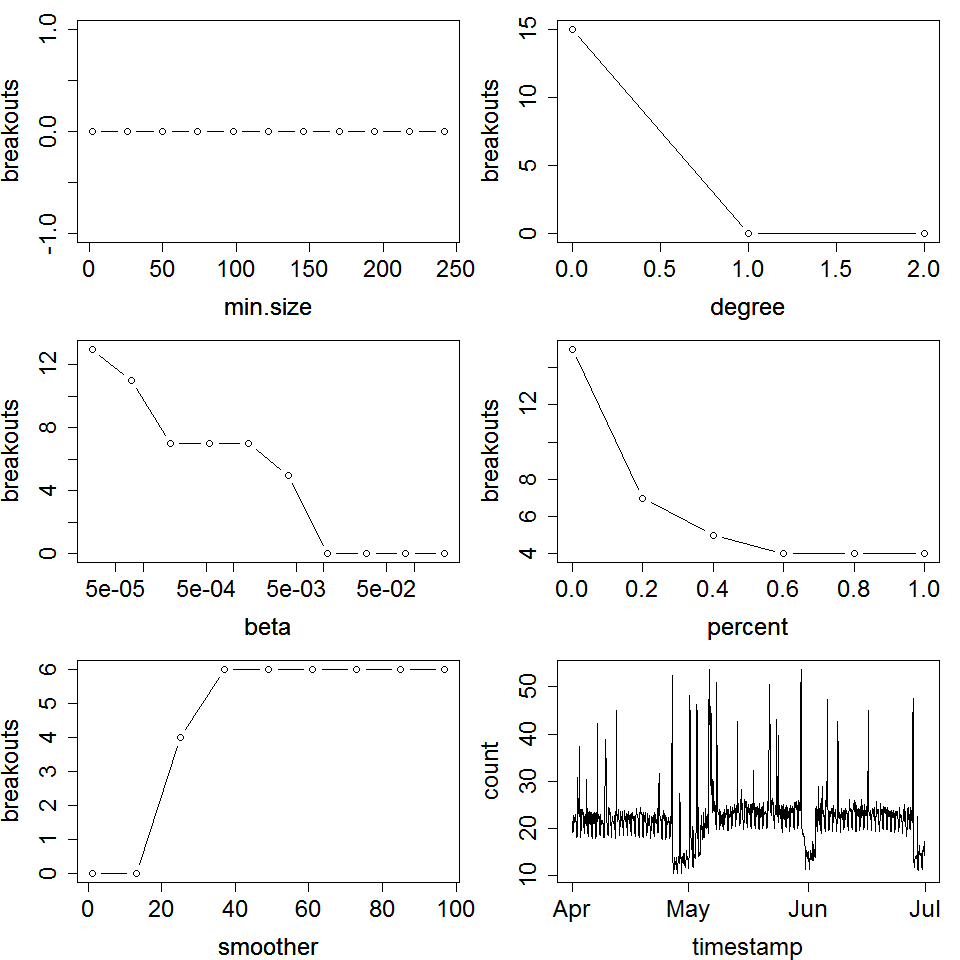 breakouts
-1.0 0.0 1.0
0 50 100 150 200 250
min.size
breakouts
0 5 10 15
0.0 0.5 1.0 1.5 2.0
degree
breakouts
0 4 8 12
5e-05 5e-04 5e-03 5e-02
beta
breakouts
4 6 8 12
0.0 0.2 0.4 0.6 0.8 1.0
percent
breakouts
0 1 2 3 4 5 6
0 20 40 60 80 100
smoother
count
10 20 30 40 50
Apr May Jun Jul
timestamp